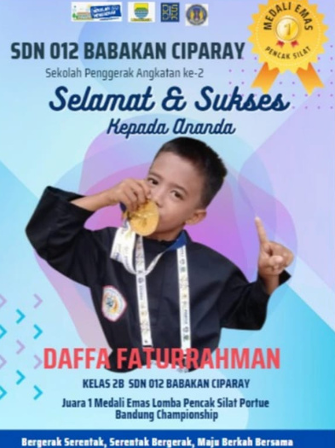 MEDALI EMAS
1
PENCAK SILAT
SDN 012 BABAKAN CIPARAY
Sekolah Penggerak Angkatan ke-2
Selamat & Sukses
Kepada Ananda
DAFFA FATURRAHMAN
KELAS 2B SDN 012 BABAKAN CIPARAY
Juara 1 Medali Emas Lomba Pencak Silat Portue
Bandung Championship
Bergerak Serentak, Serentak Bergerak, Maju Berkah Bersama